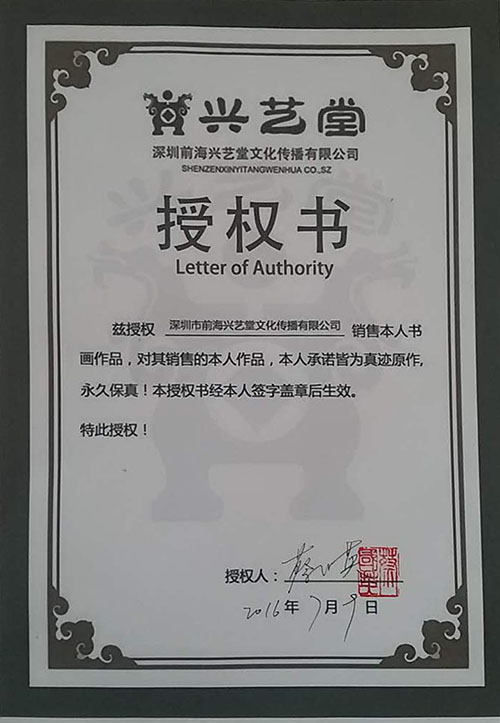 兴艺堂
深圳前海兴艺堂文化传播有限公司
SHENZENXINYITANGWENHUA CO.,SZ
授权书
Letter of Authority
兹授权 深圳市前海兴艺堂文化传播有限公司 销售本人书
画作品，对其销售的本人作品，本人承诺皆为真迹原作,
永久保真！本授权书经本人签字盖章后生效。
特此授权！
授权人：
2016年7月9日